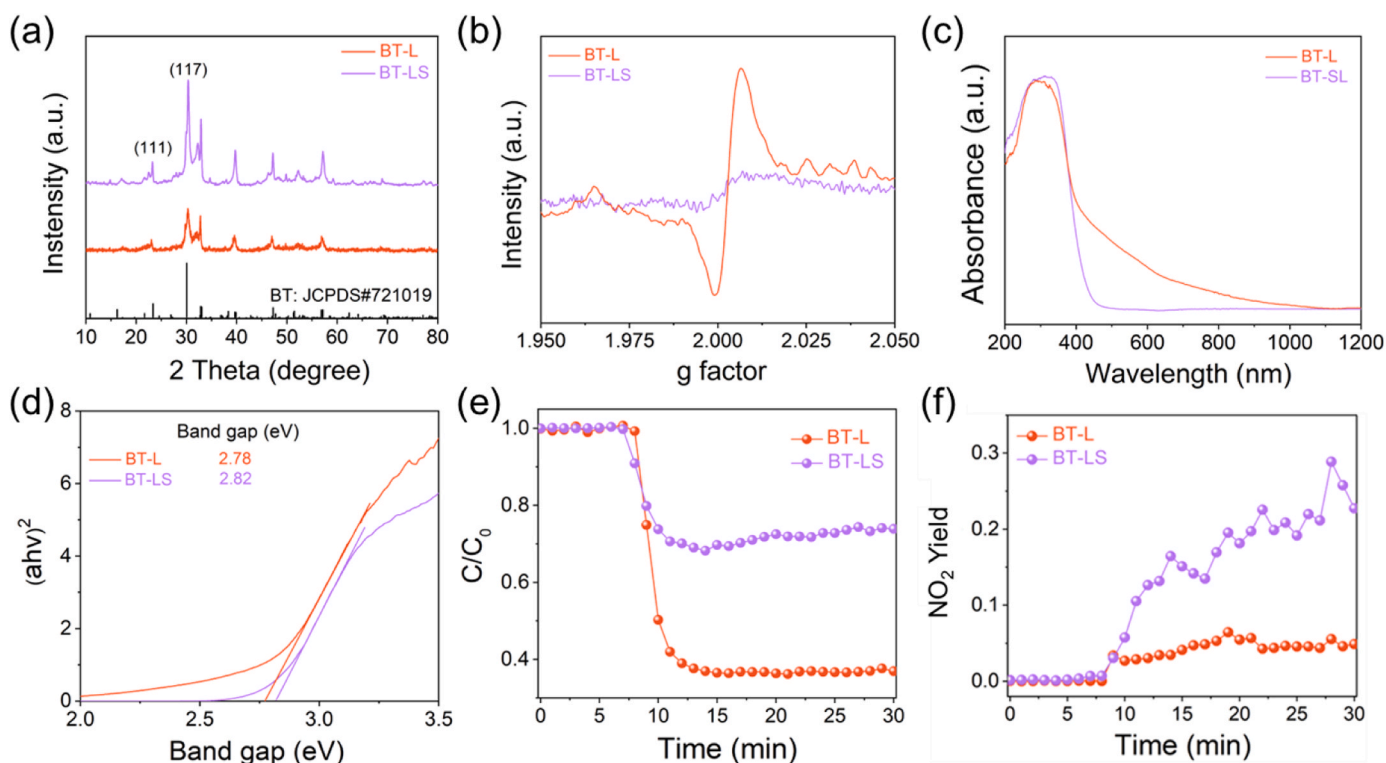 (a)
BT-L
BT-LS
(117)
(111)
BT: JCPDS#721019
Instensity (a.u.)
10 20 30 40 50 60 70 80
2 Theta (degree)
(b)
BT-L
BT-LS
Intensity (a.u.)
1.950 1.975 2.000 2.025 2.050
g factor
(c)
BT-L
BT-SL
Absorbance (a.u.)
200 400 600 800 1000 1200
Wavelength (nm)
(d)
Band gap (eV)
BT-L 2.78
BT-LS 2.82
(ahv)²
8
6
4
2
0
2.0 2.5 3.0 3.5
Band gap (eV)
(e)
BT-L
BT-LS
C/C₀
1.0
0.8
0.6
0.4
0 5 10 15 20 25 30
Time (min)
(f)
BT-L
BT-LS
NO₂ Yield
0.3
0.2
0.1
0.0
0 5 10 15 20 25 30
Time (min)